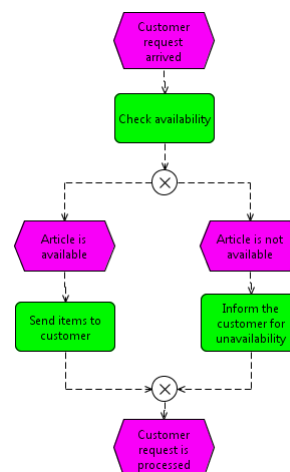 Customer
request
arrived
Check availability
Article is
available
Article is not
available
Send items to
customer
Inform the
customer for
unavailability
Customer
request is
processed